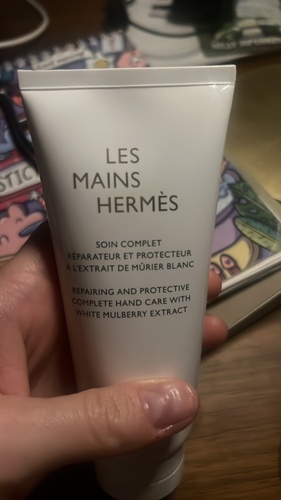 LES
MAINS
HERMÈS
SOIN COMPLET
RÉPARATEUR ET PROTECTEUR
À L'EXTRAIT DE MÛRIER BLANC
REPAIRING AND PROTECTIVE
COMPLETE HAND CARE WITH
WHITE MULBERRY EXTRACT